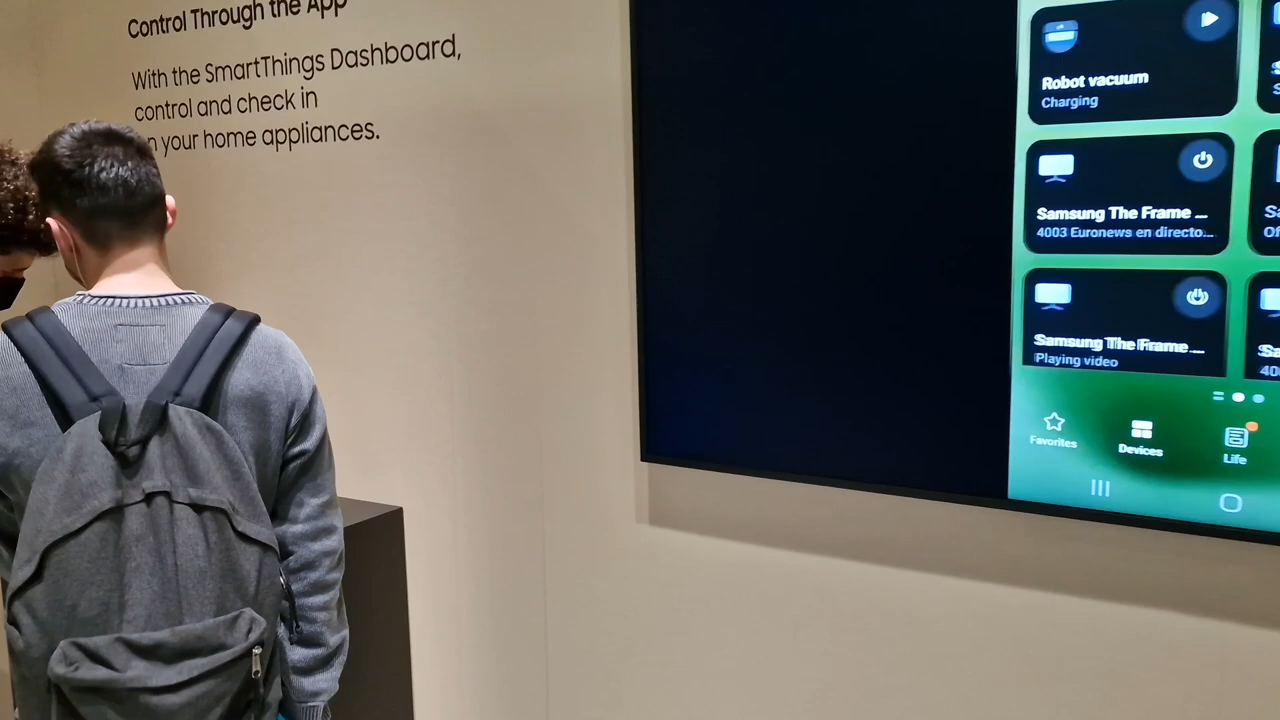 Control Through the App
With the SmartThings Dashboard,
control and check in
on your home appliances.
Robot vacuum
Charging
Samsung The Frame ...
4003 Euronews en directo...
Samsung The Frame ...
Playing video
Favorites
Devices
Life